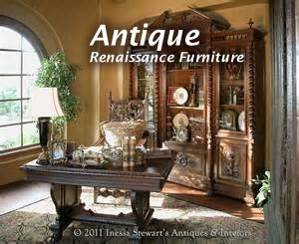 Antique
Renaissance Furniture
© 2011 Inessa Stewart's Antiques & Interiors